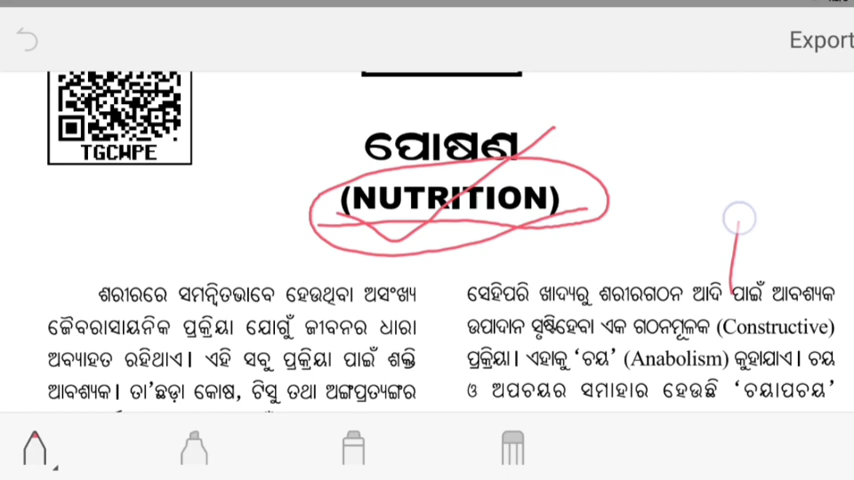 Export
TGCWPE
ପୋଷଣ
(NUTRITION)
ଶରୀରରେ ସମନ୍ୱିତଭାବେ ହେଉଥିବା ଅସଂଖ୍ୟ
ଜୈବରାସାୟନିକ ପ୍ରକ୍ରିୟା ଯୋଗୁଁ ଜୀବନର ଧାରା
ଅବ୍ୟାହତ ରହିଥାଏ। ଏହି ସବୁ ପ୍ରକ୍ରିୟା ପାଇଁ ଶକ୍ତି
ଆବଶ୍ୟକ। ତା'ଛଡ଼ା କୋଷ, ଟିସୁ ତଥା ଅଙ୍ଗପ୍ରତ୍ୟଙ୍ଗର
ସେହିପରି ଖାଦ୍ୟରୁ ଶରୀରଗଠନ ଆଦି ପାଇଁ ଆବଶ୍ୟକ
ଉପାଦାନ ସୃଷ୍ଟିହେବା ଏକ ଗଠନମୂଳକ (Constructive)
ପ୍ରକ୍ରିୟା। ଏହାକୁ 'ଚୟ' (Anabolism) କୁହାଯାଏ। ଚୟ
ଓ ଅପଚୟର ସମାହାର ହେଉଛି 'ଚୟାପଚୟ'